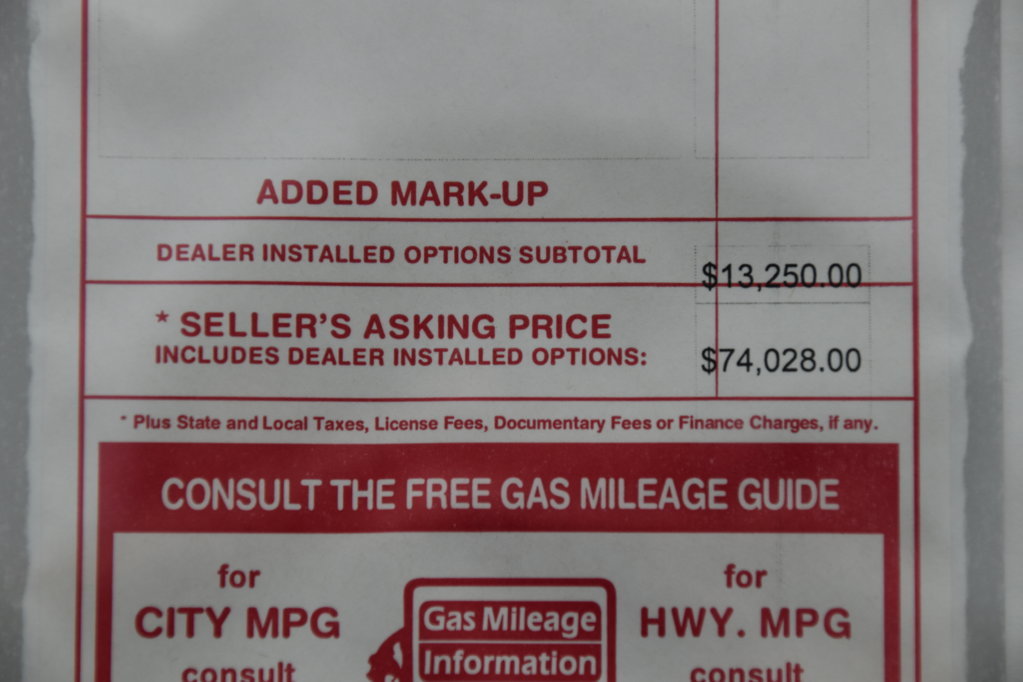 ADDED MARK-UP
DEALER INSTALLED OPTIONS SUBTOTAL
$13,250.00
* SELLER'S ASKING PRICE
INCLUDES DEALER INSTALLED OPTIONS:
$74,028.00
* Plus State and Local Taxes, License Fees, Documentary Fees or Finance Charges, if any.
CONSULT THE FREE GAS MILEAGE GUIDE
for
CITY MPG
consult
Gas Mileage
Information
for
HWY. MPG
consult